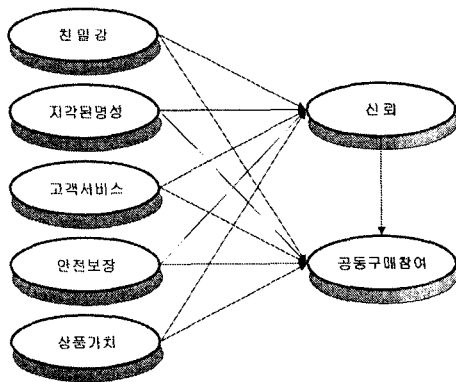 친밀감
지각된명성
고객서비스
안전보장
상품가치
신뢰
공동구매참여